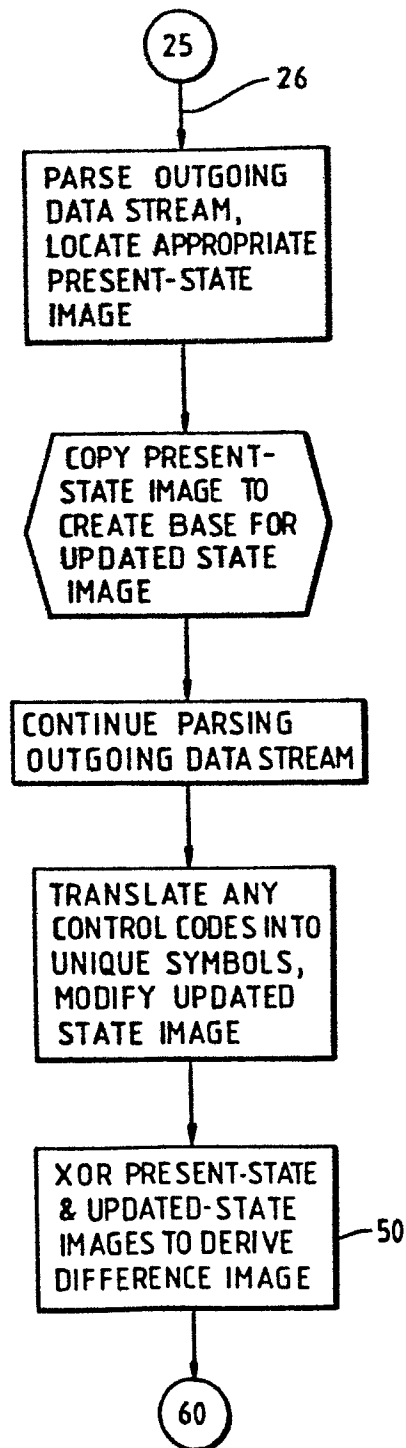 25
26
PARSE OUTGOING
DATA STREAM,
LOCATE APPROPRIATE
PRESENT-STATE
IMAGE
COPY PRESENT-
STATE IMAGE TO
CREATE BASE FOR
UPDATED STATE
IMAGE
CONTINUE PARSING
OUTGOING DATA STREAM
TRANSLATE ANY
CONTROL CODES INTO
UNIQUE SYMBOLS,
MODIFY UPDATED
STATE IMAGE
XOR PRESENT-STATE
& UPDATED-STATE
IMAGES TO DERIVE
DIFFERENCE IMAGE
50
60